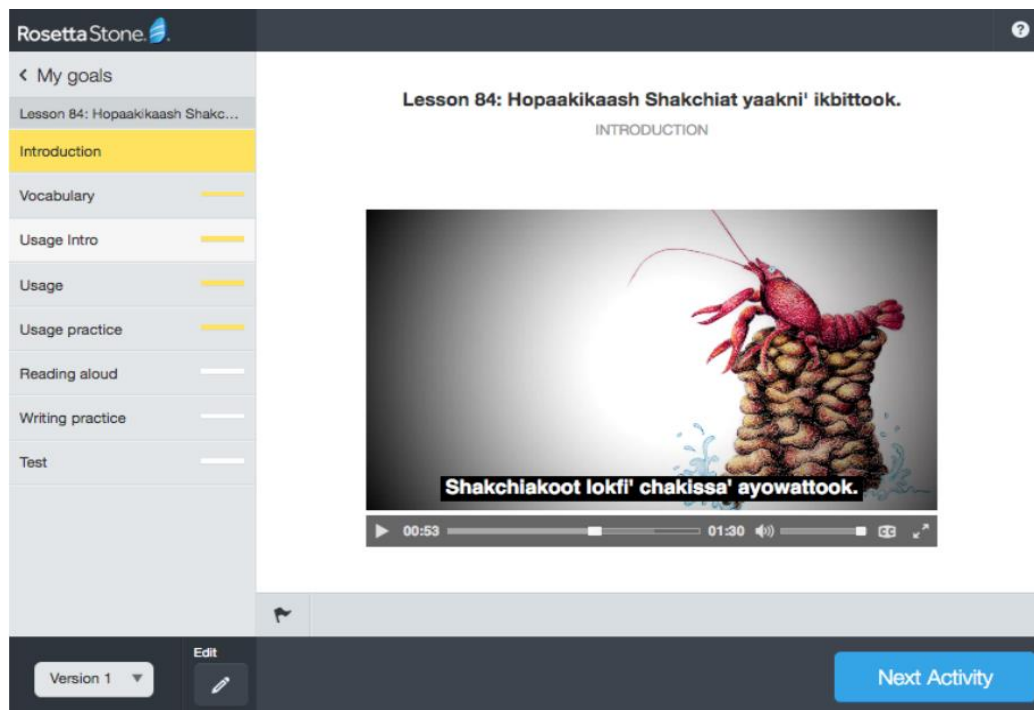 RosettaStone.
?
< My goals
Lesson 84: Hopaakikaash Shakc...
Introduction
Vocabulary
Usage Intro
Usage
Usage practice
Reading aloud
Writing practice
Test
Lesson 84: Hopaakikaash Shakchiat yaakni' ikbittook.
INTRODUCTION
Shakchiakoot lokfi' chakissa' ayowattook.
00:53
01:30
CC
Version 1
Edit
Next Activity